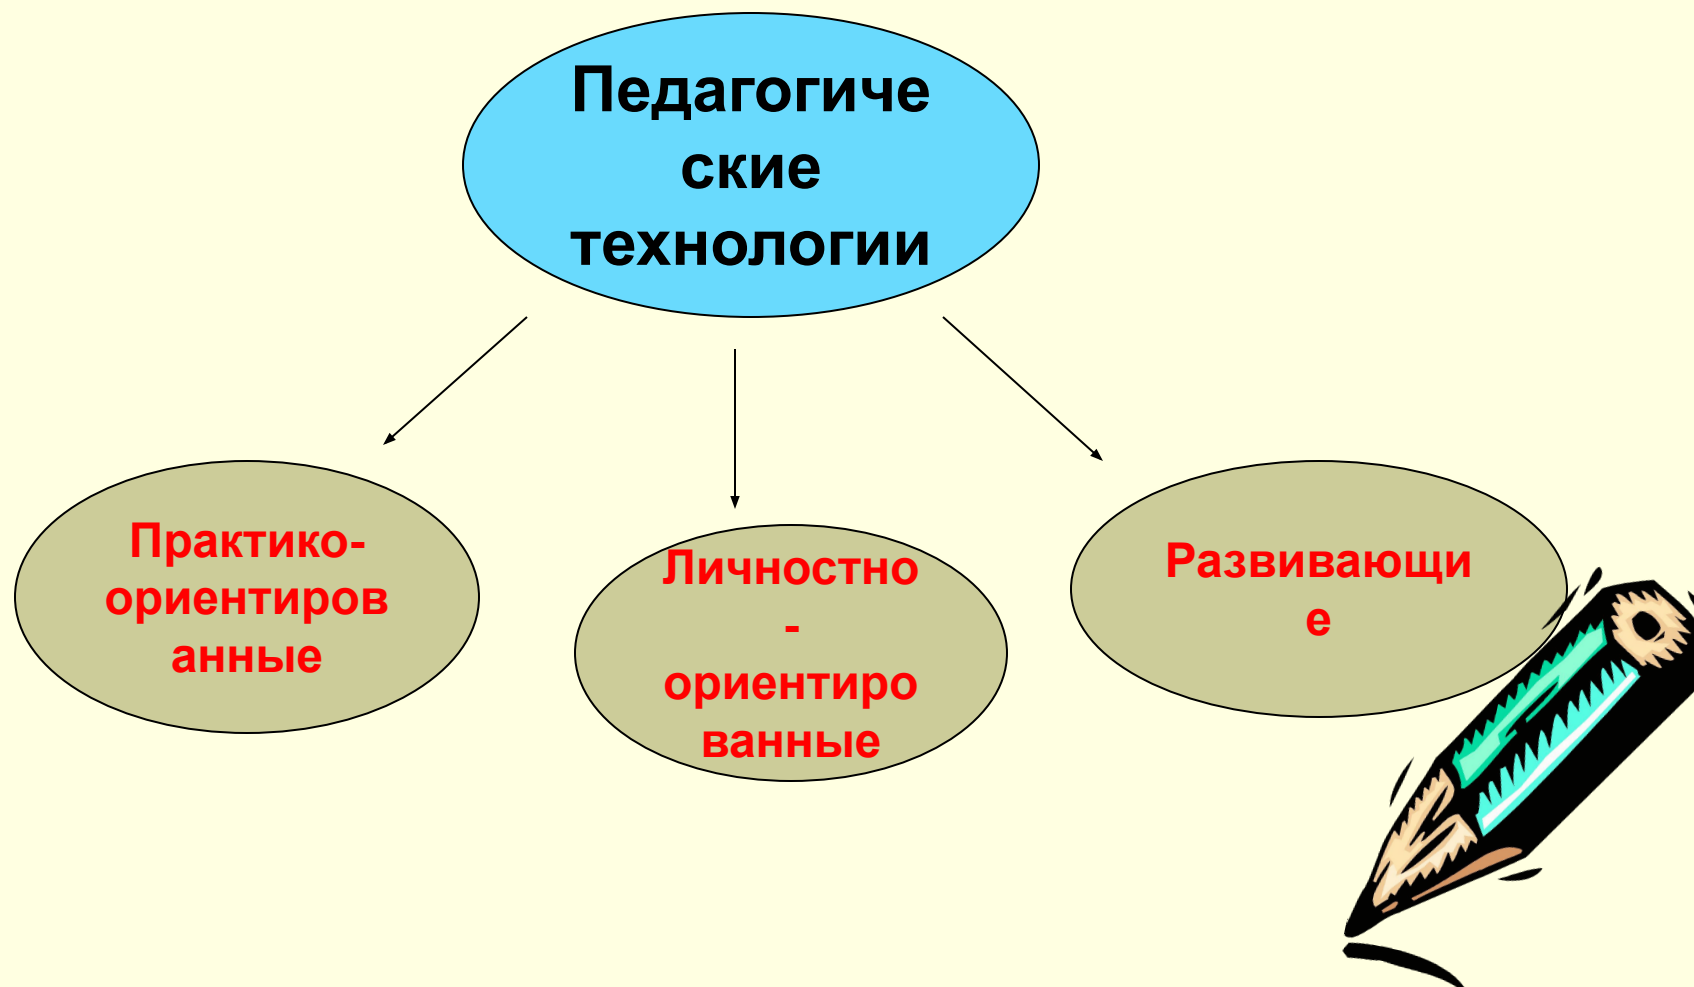 Педагогиче
ские
технологии
Практико-
ориентиров
анные
Личностно
-
ориентиро
ванные
Развивающи
е